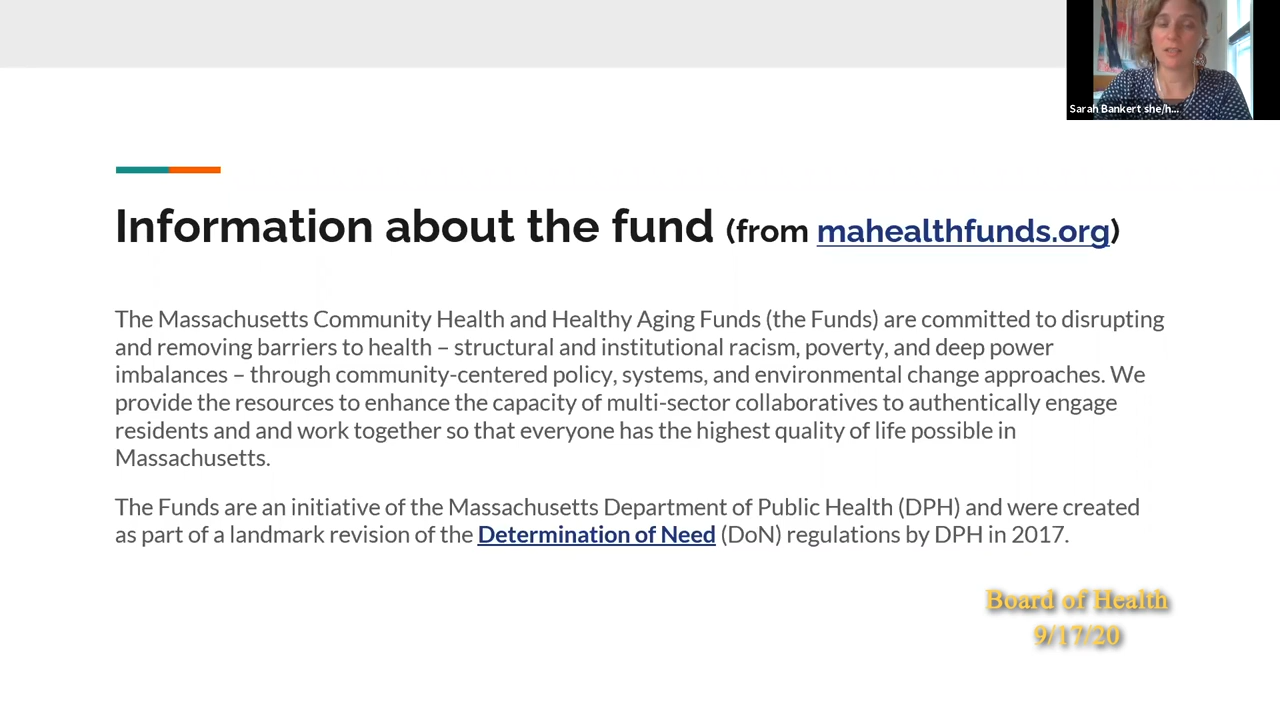 Sarah Bankert she/h...
Information about the fund (from mahealthfunds.org)
The Massachusetts Community Health and Healthy Aging Funds (the Funds) are committed to disrupting
and removing barriers to health – structural and institutional racism, poverty, and deep power
imbalances – through community-centered policy, systems, and environmental change approaches. We
provide the resources to enhance the capacity of multi-sector collaboratives to authentically engage
residents and and work together so that everyone has the highest quality of life possible in
Massachusetts.
The Funds are an initiative of the Massachusetts Department of Public Health (DPH) and were created
as part of a landmark revision of the Determination of Need (DoN) regulations by DPH in 2017.
Board of Health
9/17/20